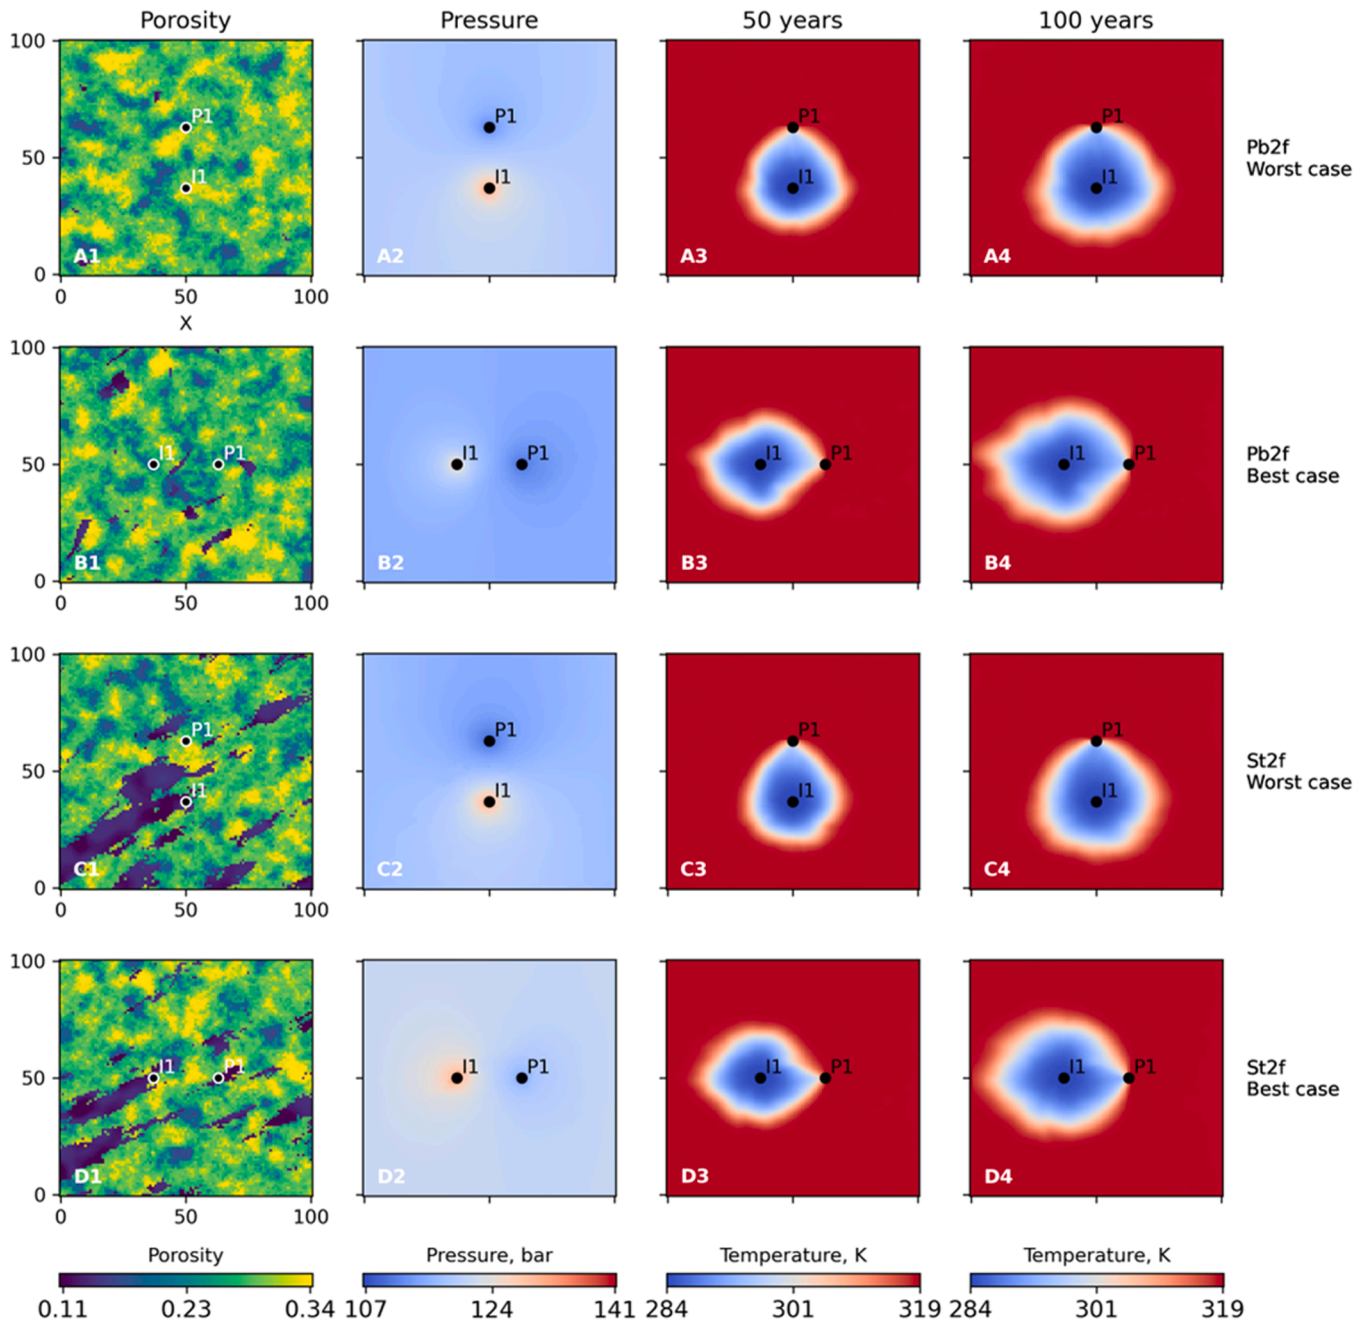 Porosity Pressure 50 years 100 years
100
P1 P1 P1 P1
50
I1 I1 I1 I1
Pb2f
Worst case
A1 A2 A3 A4
0
0 50 100
X
100
I1 P1 I1 P1 I1 P1 I1 P1
50
Pb2f
Best case
B1 B2 B3 B4
0
0 50 100
100
P1 P1 P1 P1
50
I1 I1 I1 I1
St2f
Worst case
C1 C2 C3 C4
0
0 50 100
100
I1 P1 I1 P1 I1 P1 I1 P1
50
St2f
Best case
D1 D2 D3 D4
0
0 50 100
Porosity Pressure, bar Temperature, K Temperature, K
0.11 0.23 0.34 107 124 141 284 301 319 284 301 319